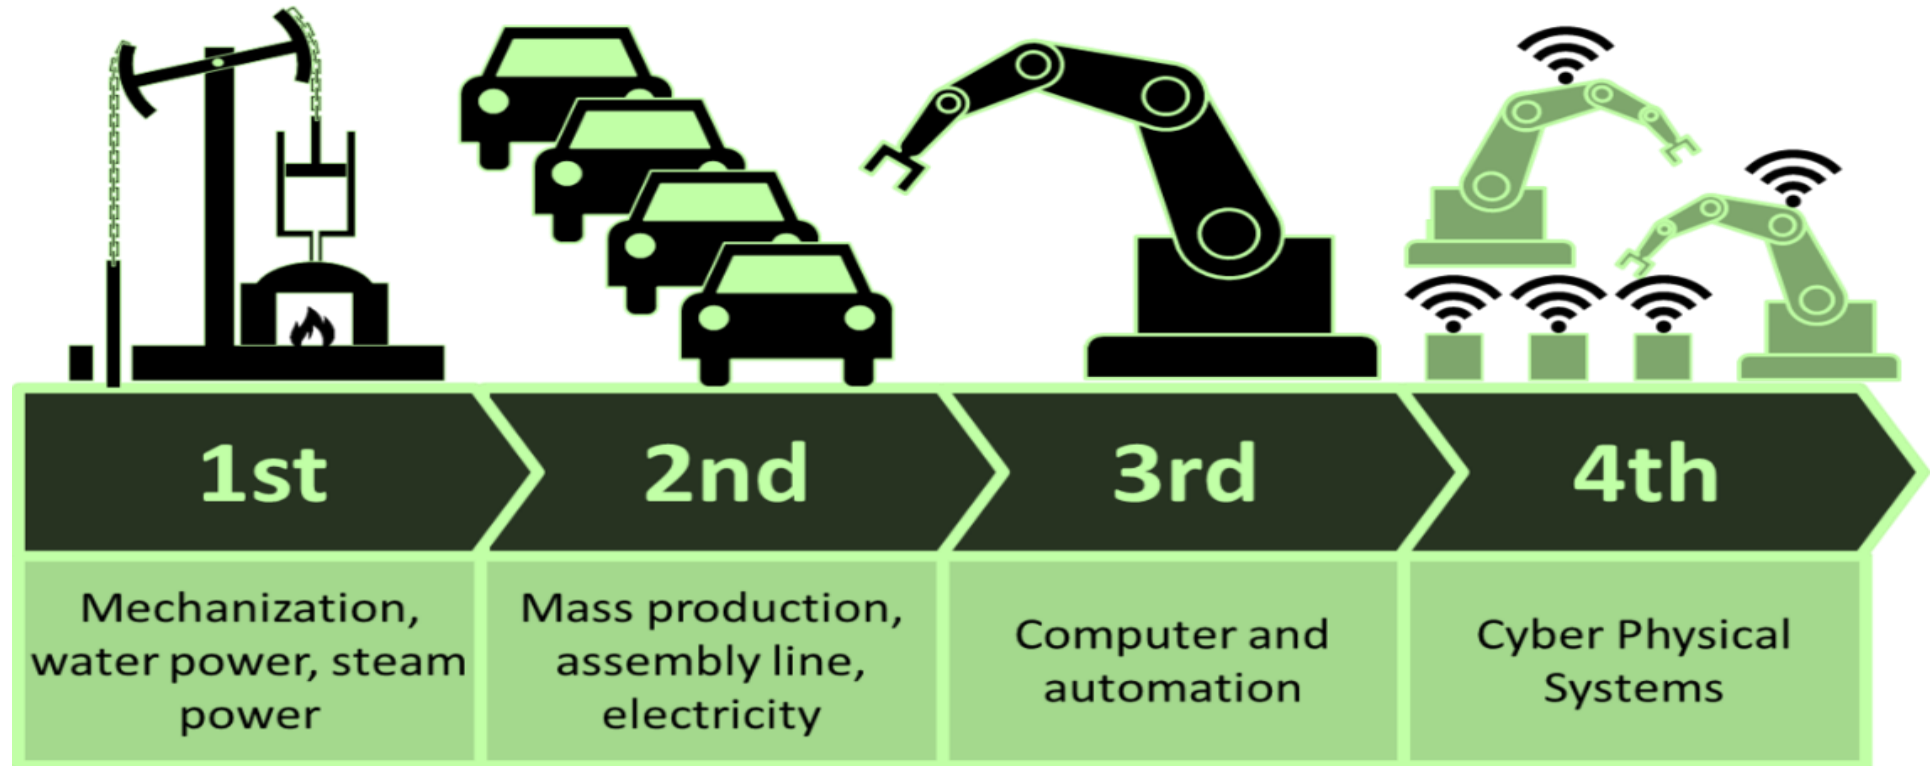 1st
2nd
3rd
4th
Mechanization,
water power, steam
power
Mass production,
assembly line,
electricity
Computer and
automation
Cyber Physical
Systems